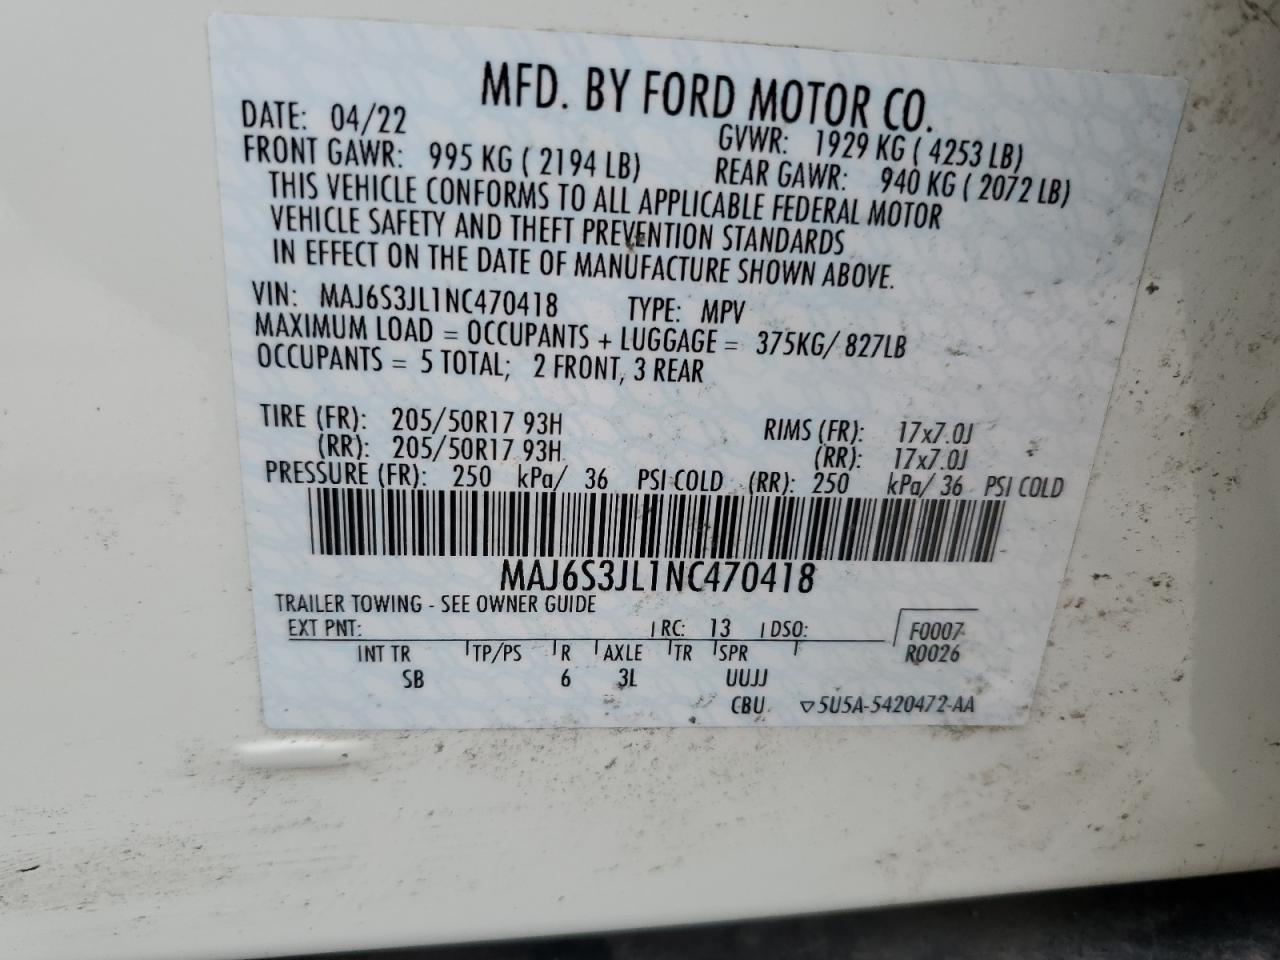 MFD. BY FORD MOTOR CO.
DATE: 04/22 GVWR: 1929 KG ( 4253 LB)
FRONT GAWR: 995 KG ( 2194 LB) REAR GAWR: 940 KG ( 2072 LB)
THIS VEHICLE CONFORMS TO ALL APPLICABLE FEDERAL MOTOR
VEHICLE SAFETY AND THEFT PREVENTION STANDARDS
IN EFFECT ON THE DATE OF MANUFACTURE SHOWN ABOVE.
VIN: MAJ6S3JL1NC470418 TYPE: MPV
MAXIMUM LOAD = OCCUPANTS + LUGGAGE = 375KG/ 827LB
OCCUPANTS = 5 TOTAL; 2 FRONT, 3 REAR
TIRE (FR): 205/50R17 93H RIMS (FR): 17x7.0J
(RR): 205/50R17 93H (RR): 17x7.0J
PRESSURE (FR): 250 kPa/ 36 PSI COLD (RR): 250 kPa/ 36 PSI COLD
MAJ6S3JL1NC470418
TRAILER TOWING - SEE OWNER GUIDE
EXT PNT: RC: 13 DSO: F0007
INT TR TP/PS R AXLE TR SPR R0026
SB 6 3L UUJJ
CBU ▽5U5A-5420472-AA